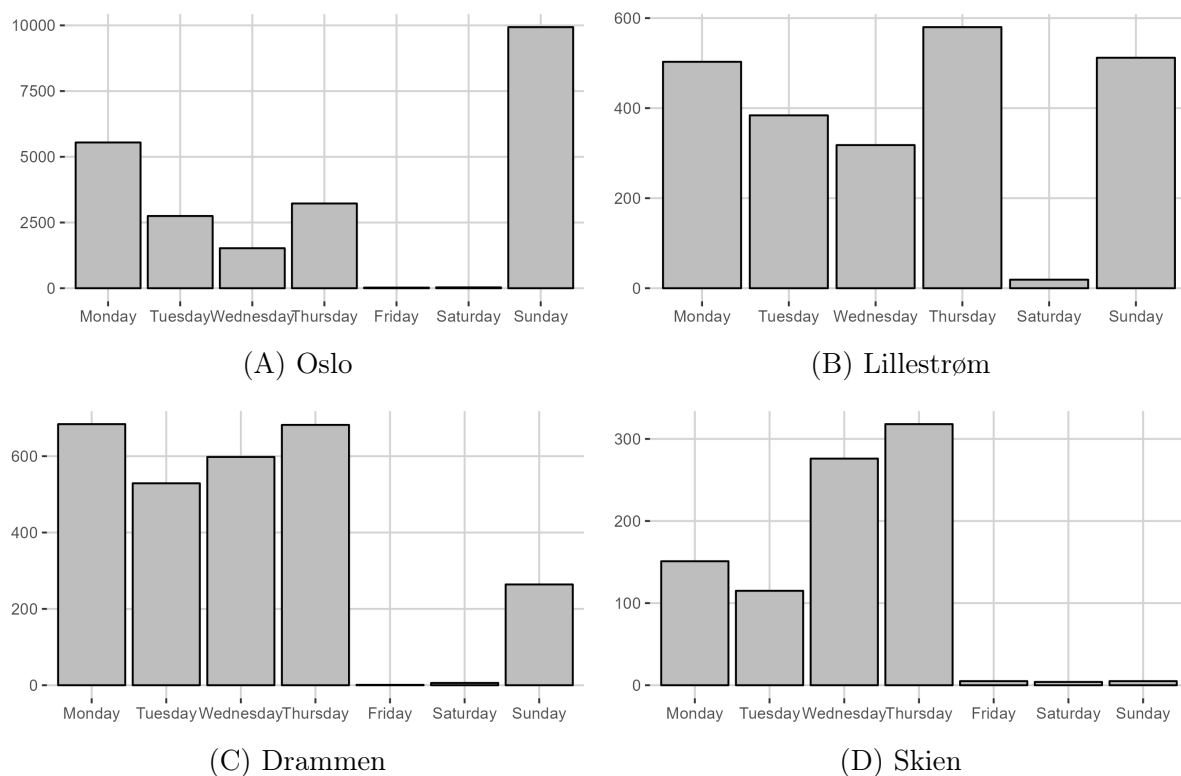 10000
7500
5000
2500
0
Monday Tuesday Wednesday Thursday Friday Saturday Sunday
(A) Oslo
600
400
200
0
Monday Tuesday Wednesday Thursday Saturday Sunday
(B) Lillestrøm
600
400
200
0
Monday Tuesday Wednesday Thursday Friday Saturday Sunday
(C) Drammen
300
200
100
0
Monday Tuesday Wednesday Thursday Friday Saturday Sunday
(D) Skien